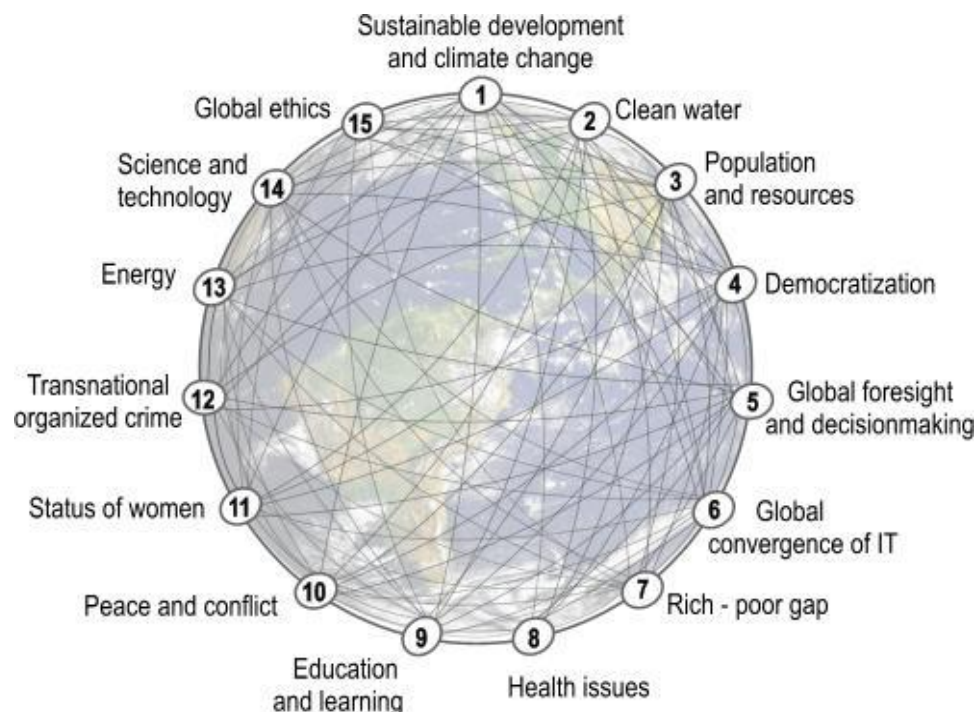 Sustainable development
and climate change
1
2
Clean water
3
Population
and resources
4
Democratization
5
Global foresight
and decisionmaking
6
Global
convergence of IT
7
Rich - poor gap
8
Health issues
9
Education
and learning
10
Peace and conflict
11
Status of women
12
Transnational
organized crime
13
Energy
14
Science and
technology
15
Global ethics